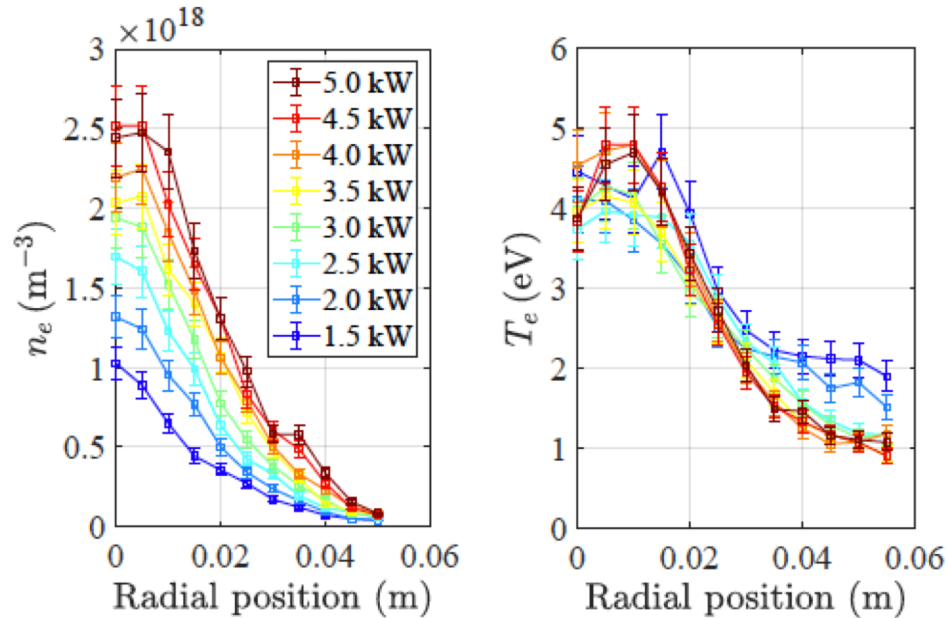 ×10^18
3
2.5
2
1.5
1
0.5
0
n_e (m^−3)
5.0 kW
4.5 kW
4.0 kW
3.5 kW
3.0 kW
2.5 kW
2.0 kW
1.5 kW
0 0.02 0.04 0.06
Radial position (m)
6
5
4
3
2
1
0
T_e (eV)
0 0.02 0.04 0.06
Radial position (m)